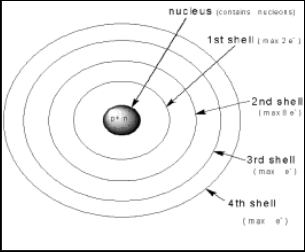 nucleus (contains nucleons)
1st shell (max 2 e⁻)
2nd shell
(max 8 e⁻)
p+ n
3rd shell
(max e⁻)
4th shell
(max e⁻)